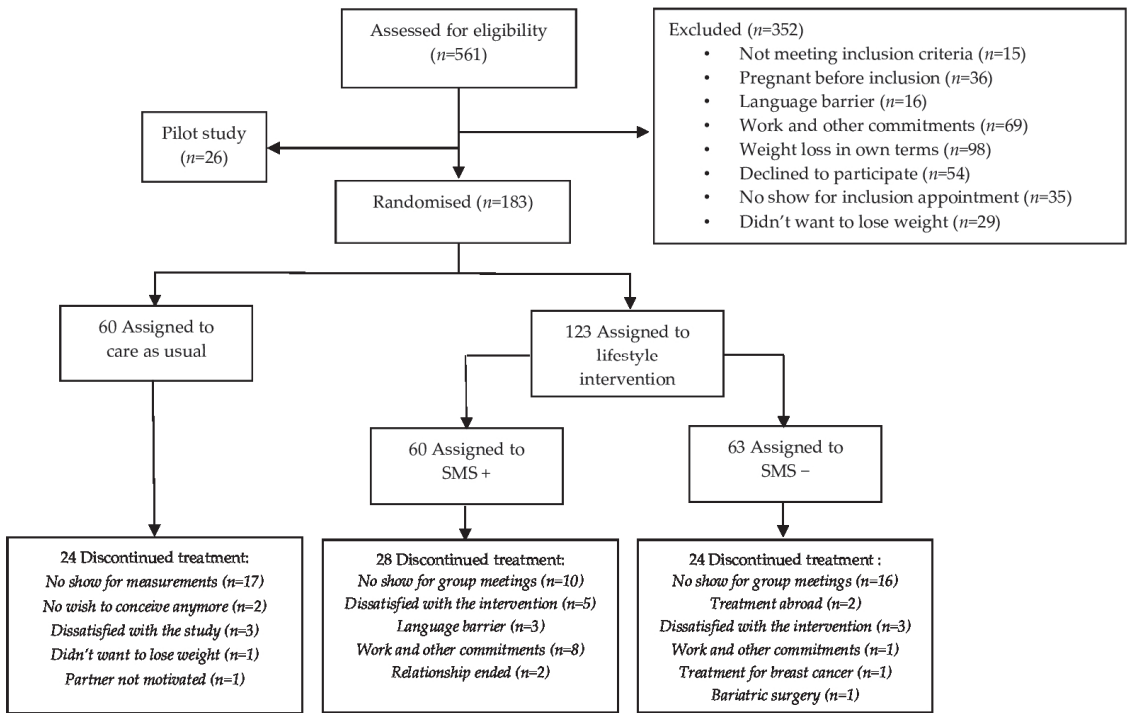 Assessed for eligibility
(n=561)
Excluded (n=352)
• Not meeting inclusion criteria (n=15)
• Pregnant before inclusion (n=36)
• Language barrier (n=16)
• Work and other commitments (n=69)
• Weight loss in own terms (n=98)
• Declined to participate (n=54)
• No show for inclusion appointment (n=35)
• Didn't want to lose weight (n=29)
Pilot study
(n=26)
Randomised (n=183)
60 Assigned to
care as usual
123 Assigned to
lifestyle
intervention
60 Assigned to
SMS +
63 Assigned to
SMS −
24 Discontinued treatment:
No show for measurements (n=17)
No wish to conceive anymore (n=2)
Dissatisfied with the study (n=3)
Didn't want to lose weight (n=1)
Partner not motivated (n=1)
28 Discontinued treatment:
No show for group meetings (n=10)
Dissatisfied with the intervention (n=5)
Language barrier (n=3)
Work and other commitments (n=8)
Relationship ended (n=2)
24 Discontinued treatment :
No show for group meetings (n=16)
Treatment abroad (n=2)
Dissatisfied with the intervention (n=3)
Work and other commitments (n=1)
Treatment for breast cancer (n=1)
Bariatric surgery (n=1)